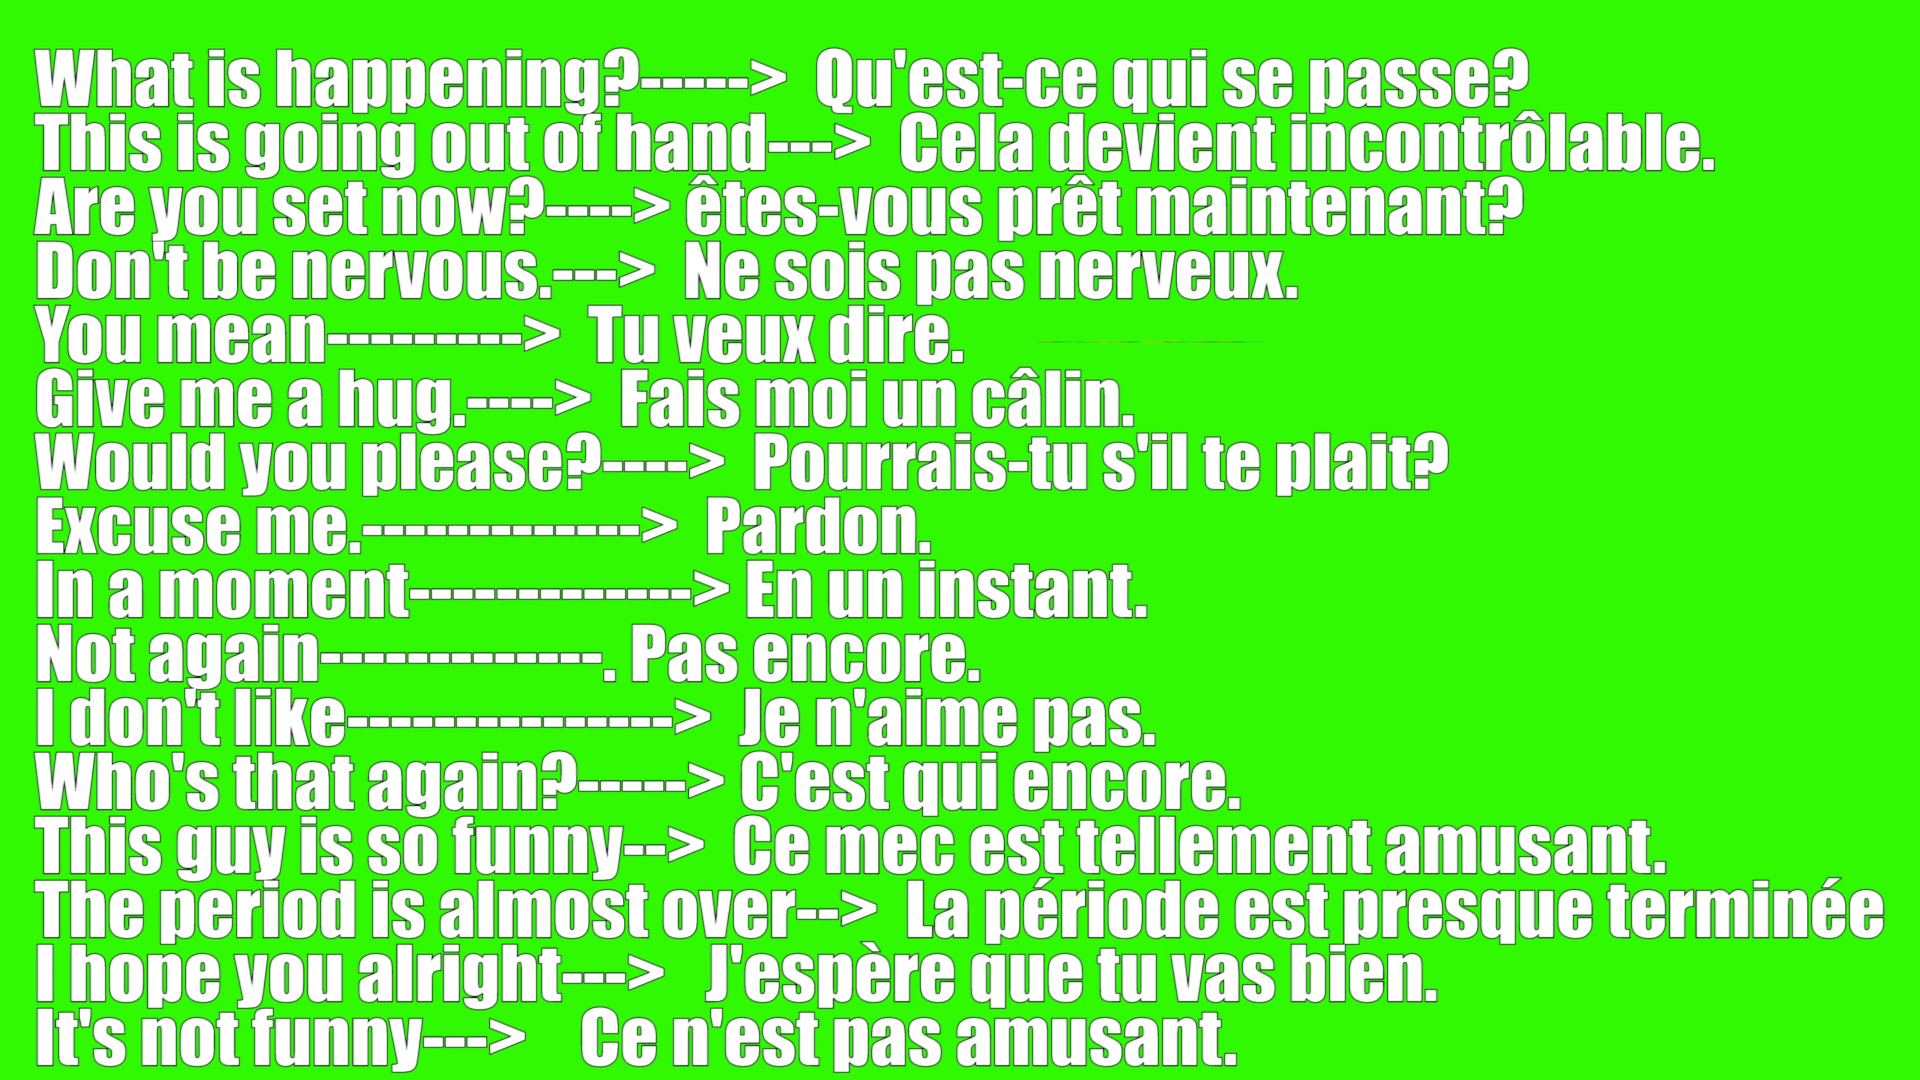 What is happening?-----> Qu'est-ce qui se passe?
This is going out of hand---> Cela devient incontrôlable.
Are you set now?----> êtes-vous prêt maintenant?
Don't be nervous.---> Ne sois pas nerveux.
You mean---------> Tu veux dire.
Give me a hug.----> Fais moi un câlin.
Would you please?----> Pourrais-tu s'il te plait?
Excuse me.-------------> Pardon.
In a moment-------------> En un instant.
Not again-------------. Pas encore.
I don't like---------------> Je n'aime pas.
Who's that again?-----> C'est qui encore.
This guy is so funny--> Ce mec est tellement amusant.
The period is almost over--> La période est presque terminée
I hope you alright---> J'espère que tu vas bien.
It's not funny---> Ce n'est pas amusant.